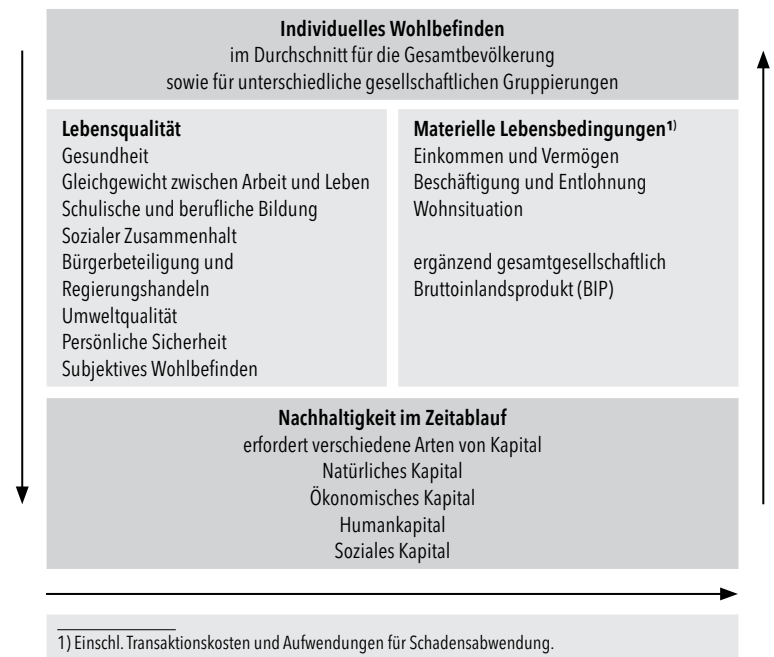 Individuelles Wohlbefinden
im Durchschnitt für die Gesamtbevölkerung
sowie für unterschiedliche gesellschaftlichen Gruppierungen
Lebensqualität
Gesundheit
Gleichgewicht zwischen Arbeit und Leben
Schulische und berufliche Bildung
Sozialer Zusammenhalt
Bürgerbeteiligung und
Regierungshandeln
Umweltqualität
Persönliche Sicherheit
Subjektives Wohlbefinden
Materielle Lebensbedingungen1)
Einkommen und Vermögen
Beschäftigung und Entlohnung
Wohnsituation
ergänzend gesamtgesellschaftlich
Bruttoinlandsprodukt (BIP)
Nachhaltigkeit im Zeitablauf
erfordert verschiedene Arten von Kapital
Natürliches Kapital
Ökonomisches Kapital
Humankapital
Soziales Kapital
1) Einschl. Transaktionskosten und Aufwendungen für Schadensabwendung.